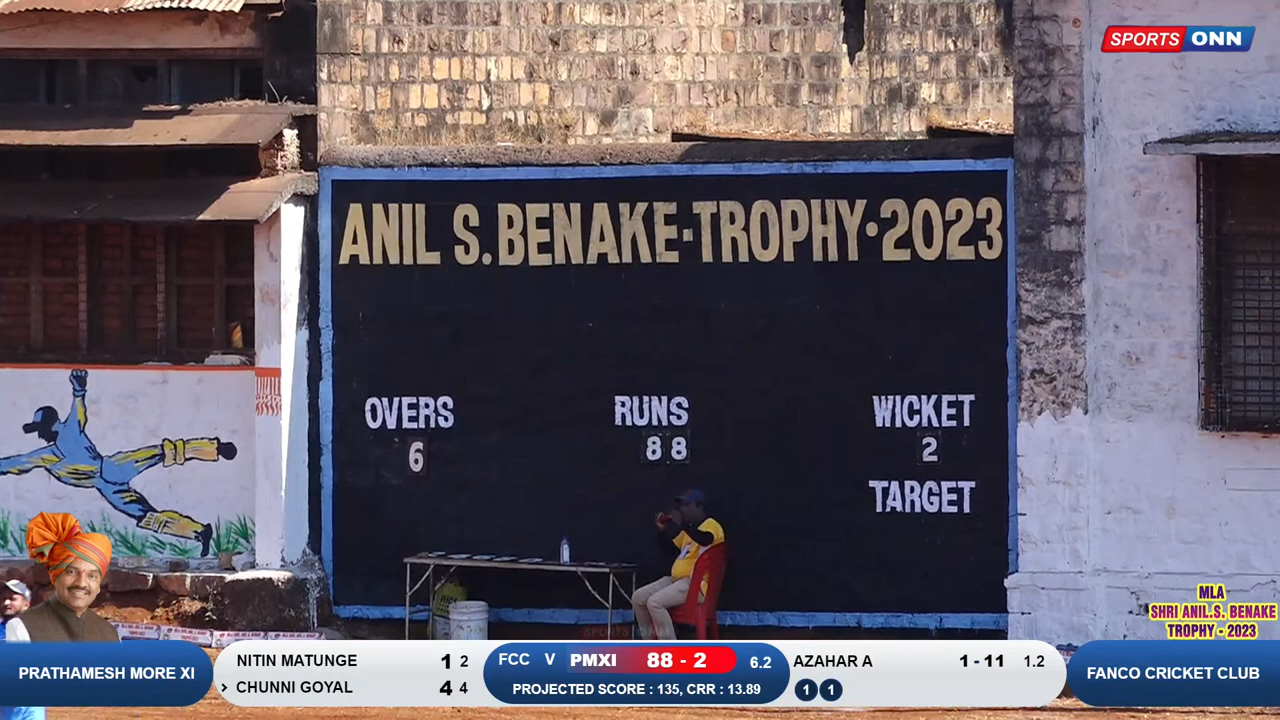 SPORTS ONN
ANIL S. BENAKE·TROPHY·2023
OVERS RUNS WICKET
6 88 2
TARGET
MLA
SHRI ANIL.S. BENAKE
TROPHY - 2023
PRATHAMESH MORE XI
NITIN MATUNGE 1 2
› CHUNNI GOYAL 4 4
FCC V PMXI 88 - 2 6.2
PROJECTED SCORE : 135, CRR : 13.89
AZAHAR A 1 - 11 1.2
1 1
FANCO CRICKET CLUB